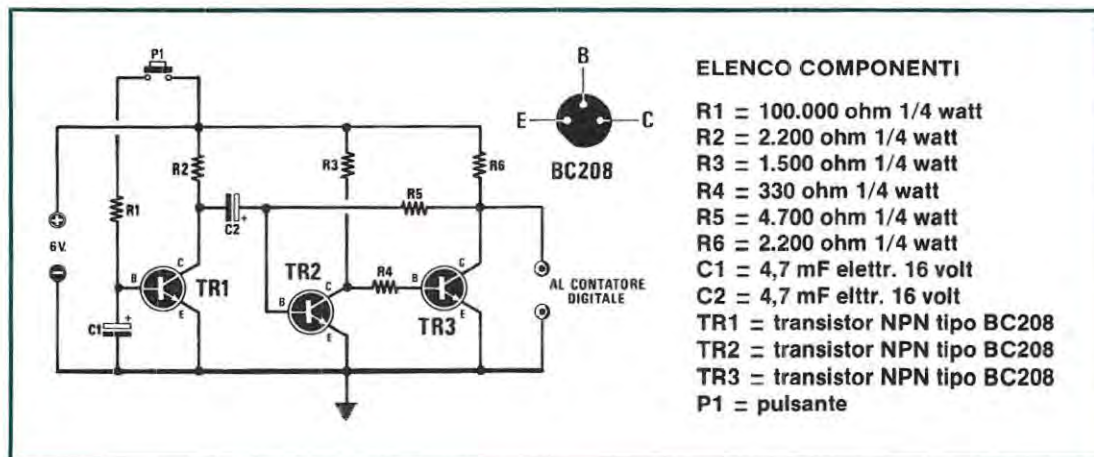 P1
B
E
C
BC208
R2
R3
R6
R5
C2
+
R1
6V.
B
C
E
TR1
TR2
B
C
E
R4
B
C
E
TR3
C1
+
AL CONTATORE
DIGITALE
ELENCO COMPONENTI
R1 = 100.000 ohm 1/4 watt
R2 = 2.200 ohm 1/4 watt
R3 = 1.500 ohm 1/4 watt
R4 = 330 ohm 1/4 watt
R5 = 4.700 ohm 1/4 watt
R6 = 2.200 ohm 1/4 watt
C1 = 4,7 mF elettr. 16 volt
C2 = 4,7 mF elttr. 16 volt
TR1 = transistor NPN tipo BC208
TR2 = transistor NPN tipo BC208
TR3 = transistor NPN tipo BC208
P1 = pulsante